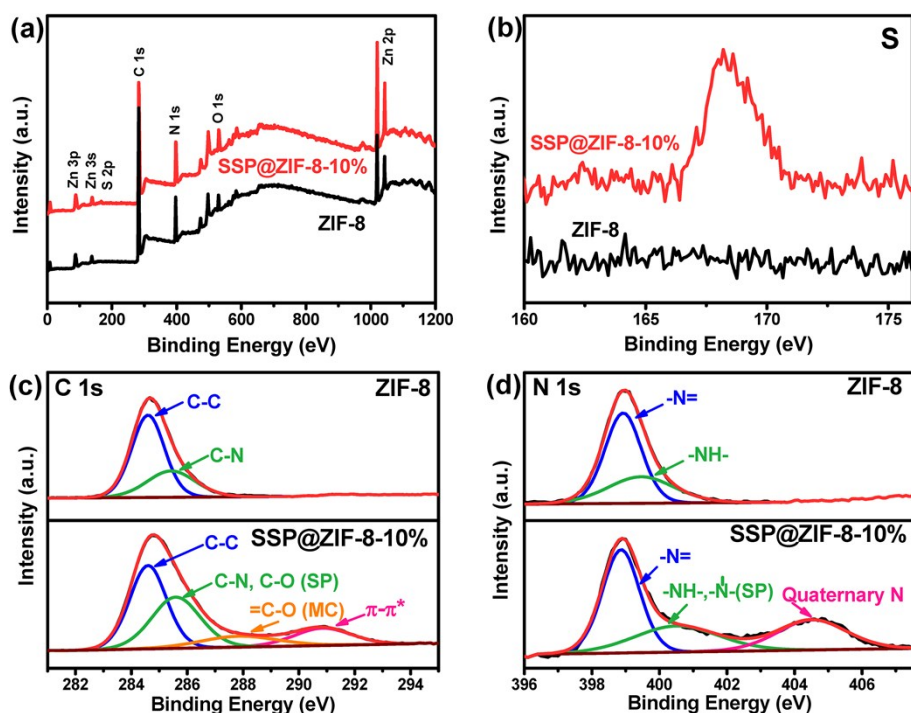 (a)
Intensity (a.u.)
Zn 3p
Zn 3s
S 2p
C 1s
N 1s
O 1s
Zn 2p
SSP@ZIF-8-10%
ZIF-8
0 200 400 600 800 1000 1200
Binding Energy (eV)
(b)
S
Intensity (a.u.)
SSP@ZIF-8-10%
ZIF-8
160 165 170 175
Binding Energy (eV)
(c) C 1s ZIF-8
Intensity (a.u.)
C-C
C-N
SSP@ZIF-8-10%
C-C
C-N, C-O (SP)
=C-O (MC)
π-π*
282 284 286 288 290 292 294
Binding Energy (eV)
(d) N 1s ZIF-8
Intensity (a.u.)
-N=
-NH-
SSP@ZIF-8-10%
-N=
-NH-,-N-(SP)
Quaternary N
396 398 400 402 404 406
Binding Energy (eV)